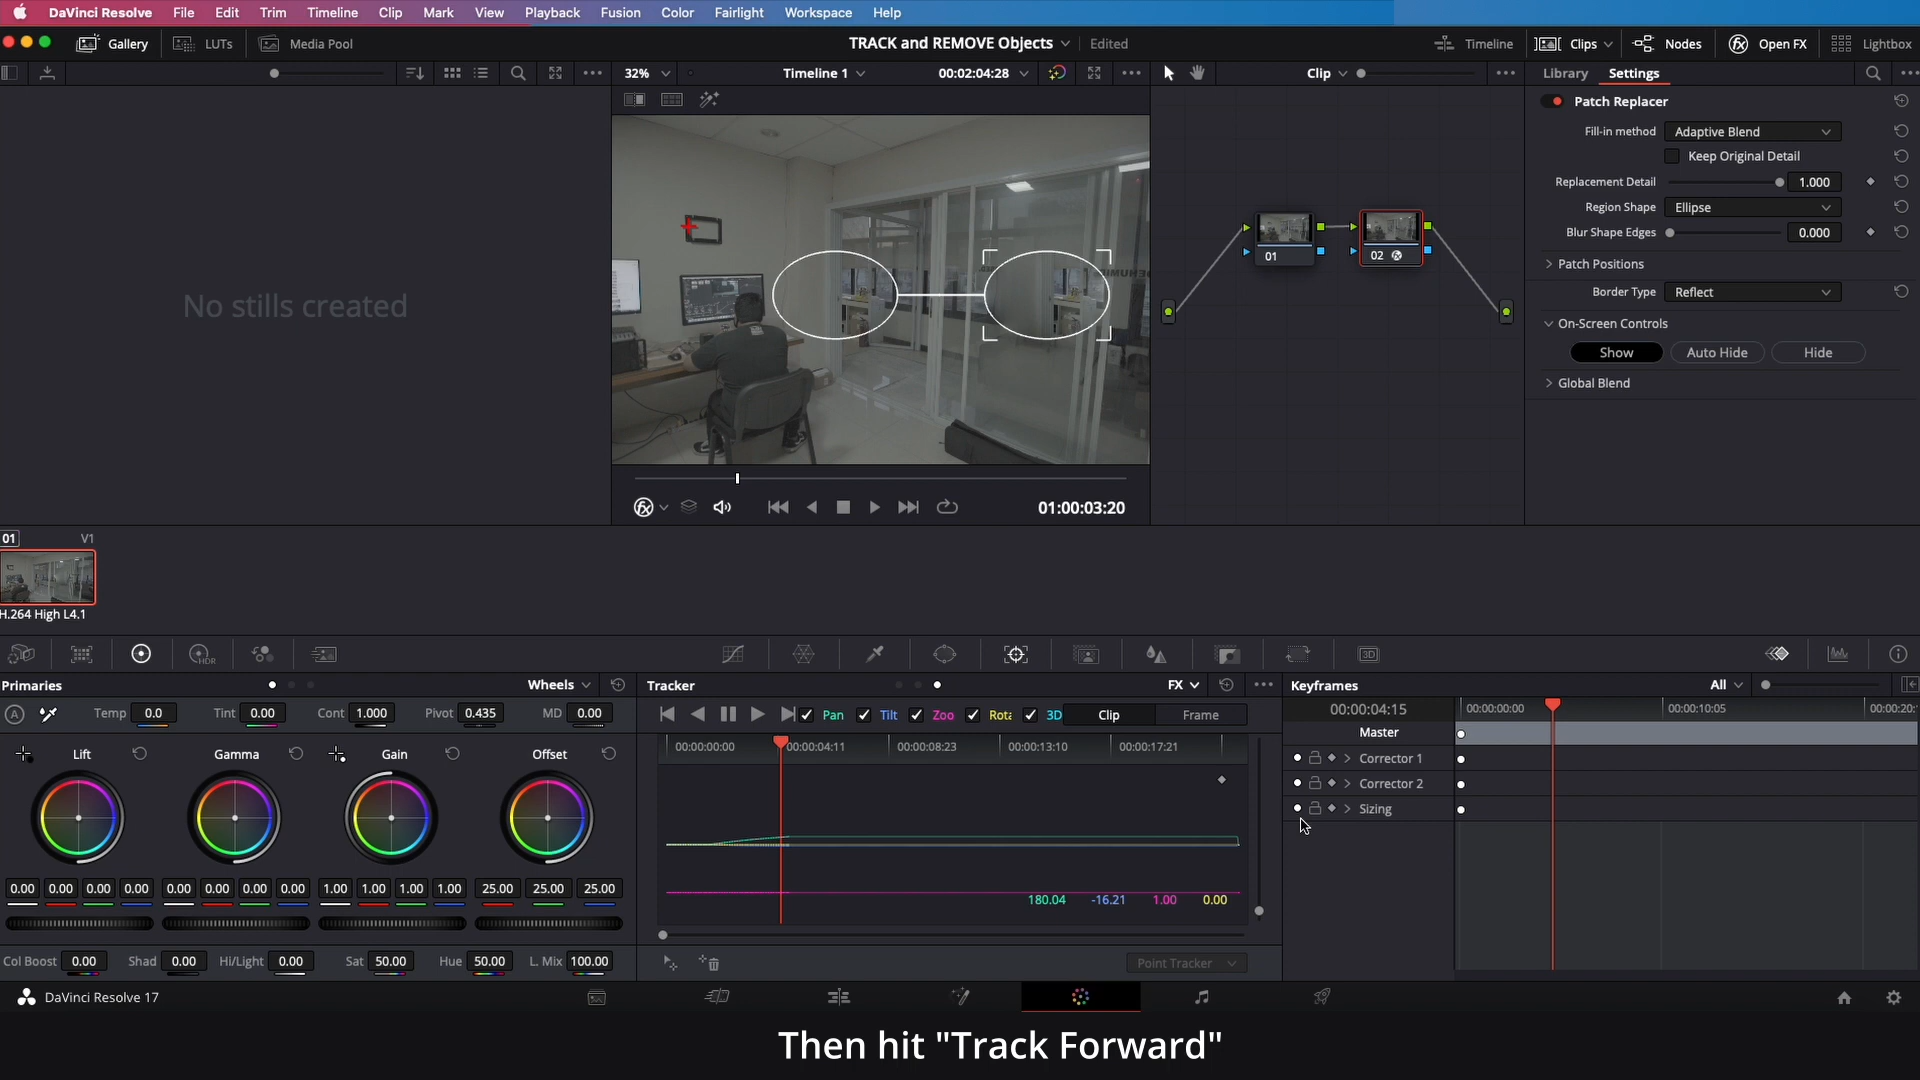 DaVinci Resolve File Edit Trim Timeline Clip Mark View Playback Fusion Color Fairlight Workspace Help
Gallery LUTs Media Pool TRACK and REMOVE Objects Edited Timeline Clips Nodes Open FX Lightbox
32% Timeline 1 00:02:04:28 Clip Library Settings
Patch Replacer
Fill-in method Adaptive Blend
Keep Original Detail
Replacement Detail 1.000
Region Shape Ellipse
Blur Shape Edges 0.000
Patch Positions
Border Type Reflect
On-Screen Controls
Show Auto Hide Hide
Global Blend
No stills created
01 02
01:00:03:20
01 V1
H.264 High L4.1
HDR 3D
Primaries Wheels Tracker FX Keyframes All
Temp 0.0 Tint 0.00 Cont 1.000 Pivot 0.435 MD 0.00
Pan Tilt Zoo Rota 3D Clip Frame
00:00:04:15 00:00:00:00 00:00:10:05 00:00:20:
00:00:00:00 00:00:04:11 00:00:08:23 00:00:13:10 00:00:17:21
Master
Corrector 1
Corrector 2
Sizing
Lift Gamma Gain Offset
0.00 0.00 0.00 0.00 0.00 0.00 0.00 0.00 1.00 1.00 1.00 1.00 25.00 25.00 25.00
180.04 -16.21 1.00 0.00
Col Boost 0.00 Shad 0.00 Hi/Light 0.00 Sat 50.00 Hue 50.00 L. Mix 100.00
Point Tracker
DaVinci Resolve 17
Then hit "Track Forward"